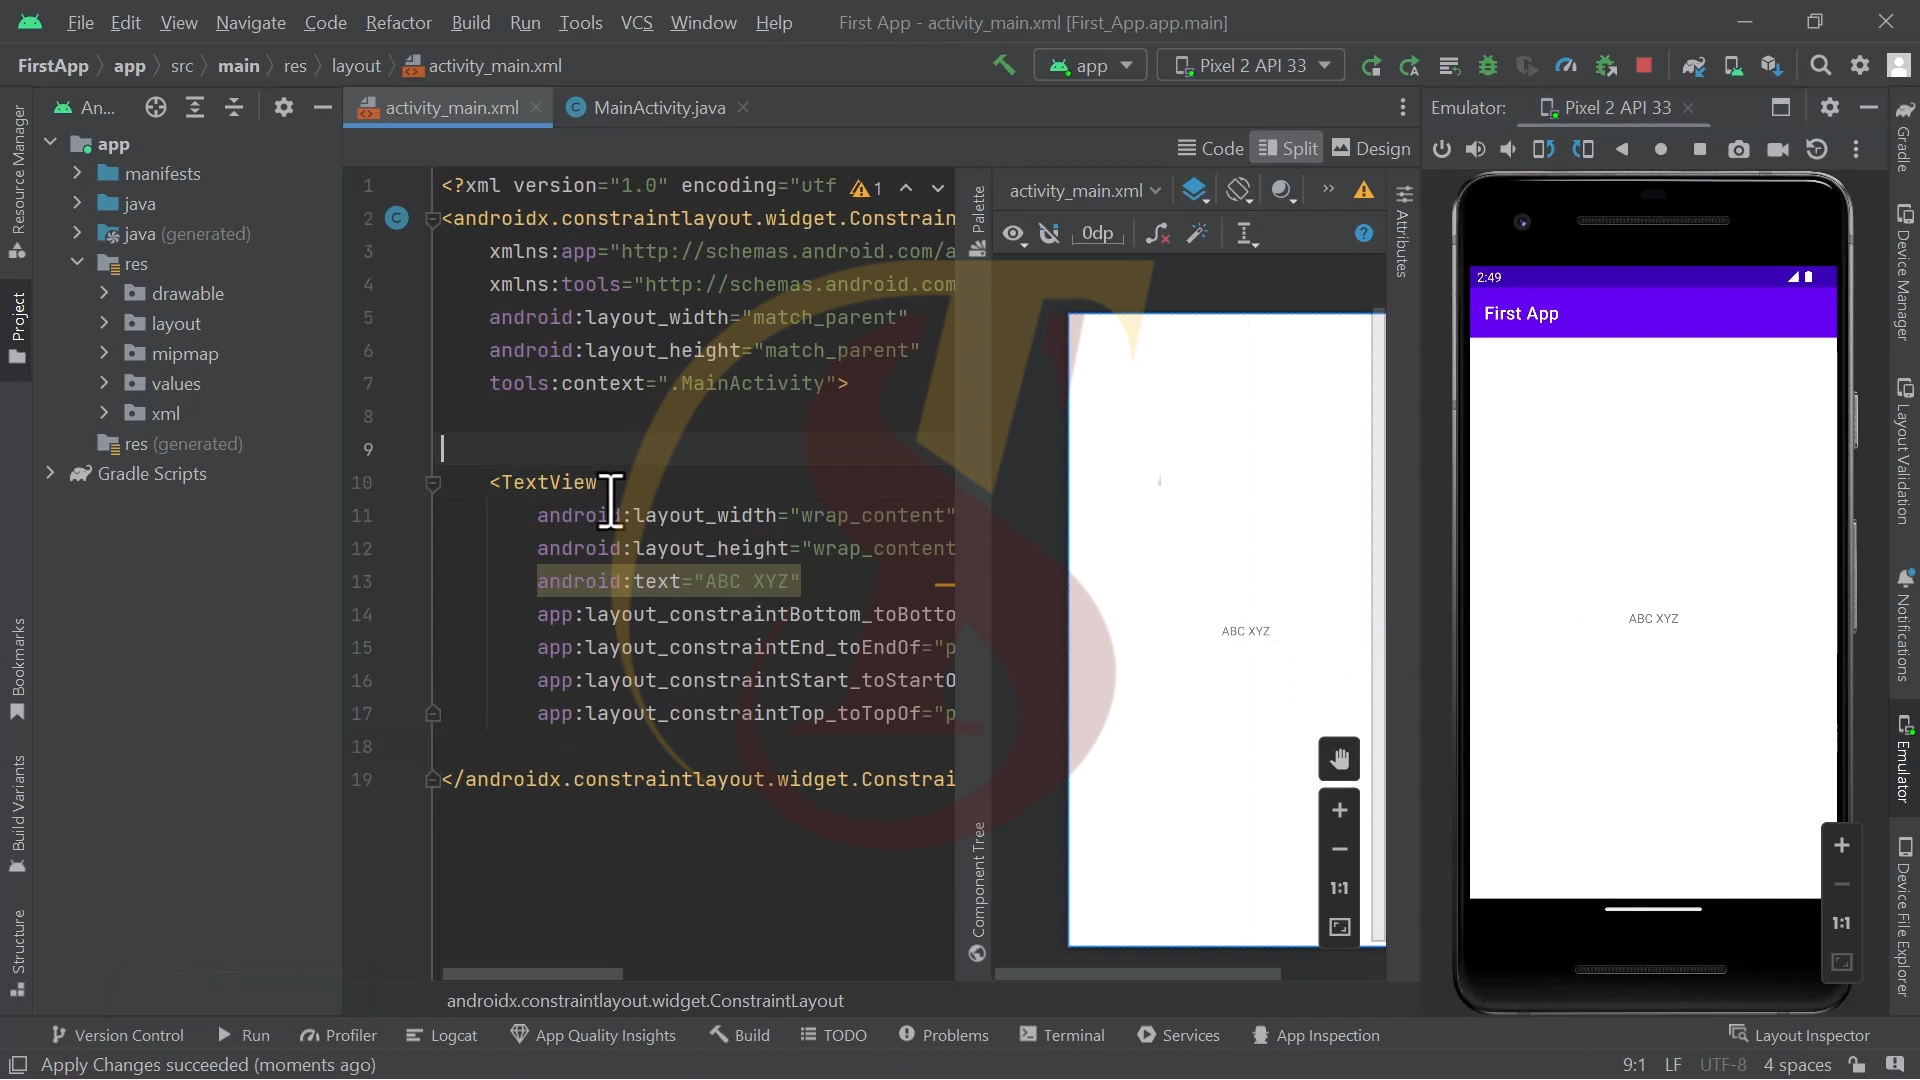 File Edit View Navigate Code Refactor Build Run Tools VCS Window Help First App - activity_main.xml [First_App.app.main]
FirstApp app src main res layout activity_main.xml app Pixel 2 API 33
An... activity_main.xml MainActivity.java Emulator: Pixel 2 API 33
Code Split Design
Resource Manager
Project
Bookmarks
Build Variants
Structure
app
manifests
java
java (generated)
res
drawable
layout
mipmap
values
xml
res (generated)
Gradle Scripts
1 <?xml version="1.0" encoding="utf 1
2 <androidx.constraintlayout.widget.Constrain
3 xmlns:app="http://schemas.android.com/a
4 xmlns:tools="http://schemas.android.com
5 android:layout_width="match_parent"
6 android:layout_height="match_parent"
7 tools:context=".MainActivity">
8
9
10 <TextView
11 android:layout_width="wrap_content"
12 android:layout_height="wrap_content
13 android:text="ABC XYZ"
14 app:layout_constraintBottom_toBotto
15 app:layout_constraintEnd_toEndOf="p
16 app:layout_constraintStart_toStartO
17 app:layout_constraintTop_toTopOf="p
18
19 </androidx.constraintlayout.widget.Constrai
androidx.constraintlayout.widget.ConstraintLayout
Palette
Component Tree
activity_main.xml
0dp
Attributes
ABC XYZ
1:1
2:49
First App
ABC XYZ
1:1
Gradle
Device Manager
Layout Validation
Notifications
Emulator
Device File Explorer
Version Control Run Profiler Logcat App Quality Insights Build TODO Problems Terminal Services App Inspection Layout Inspector
Apply Changes succeeded (moments ago) 9:1 LF UTF-8 4 spaces